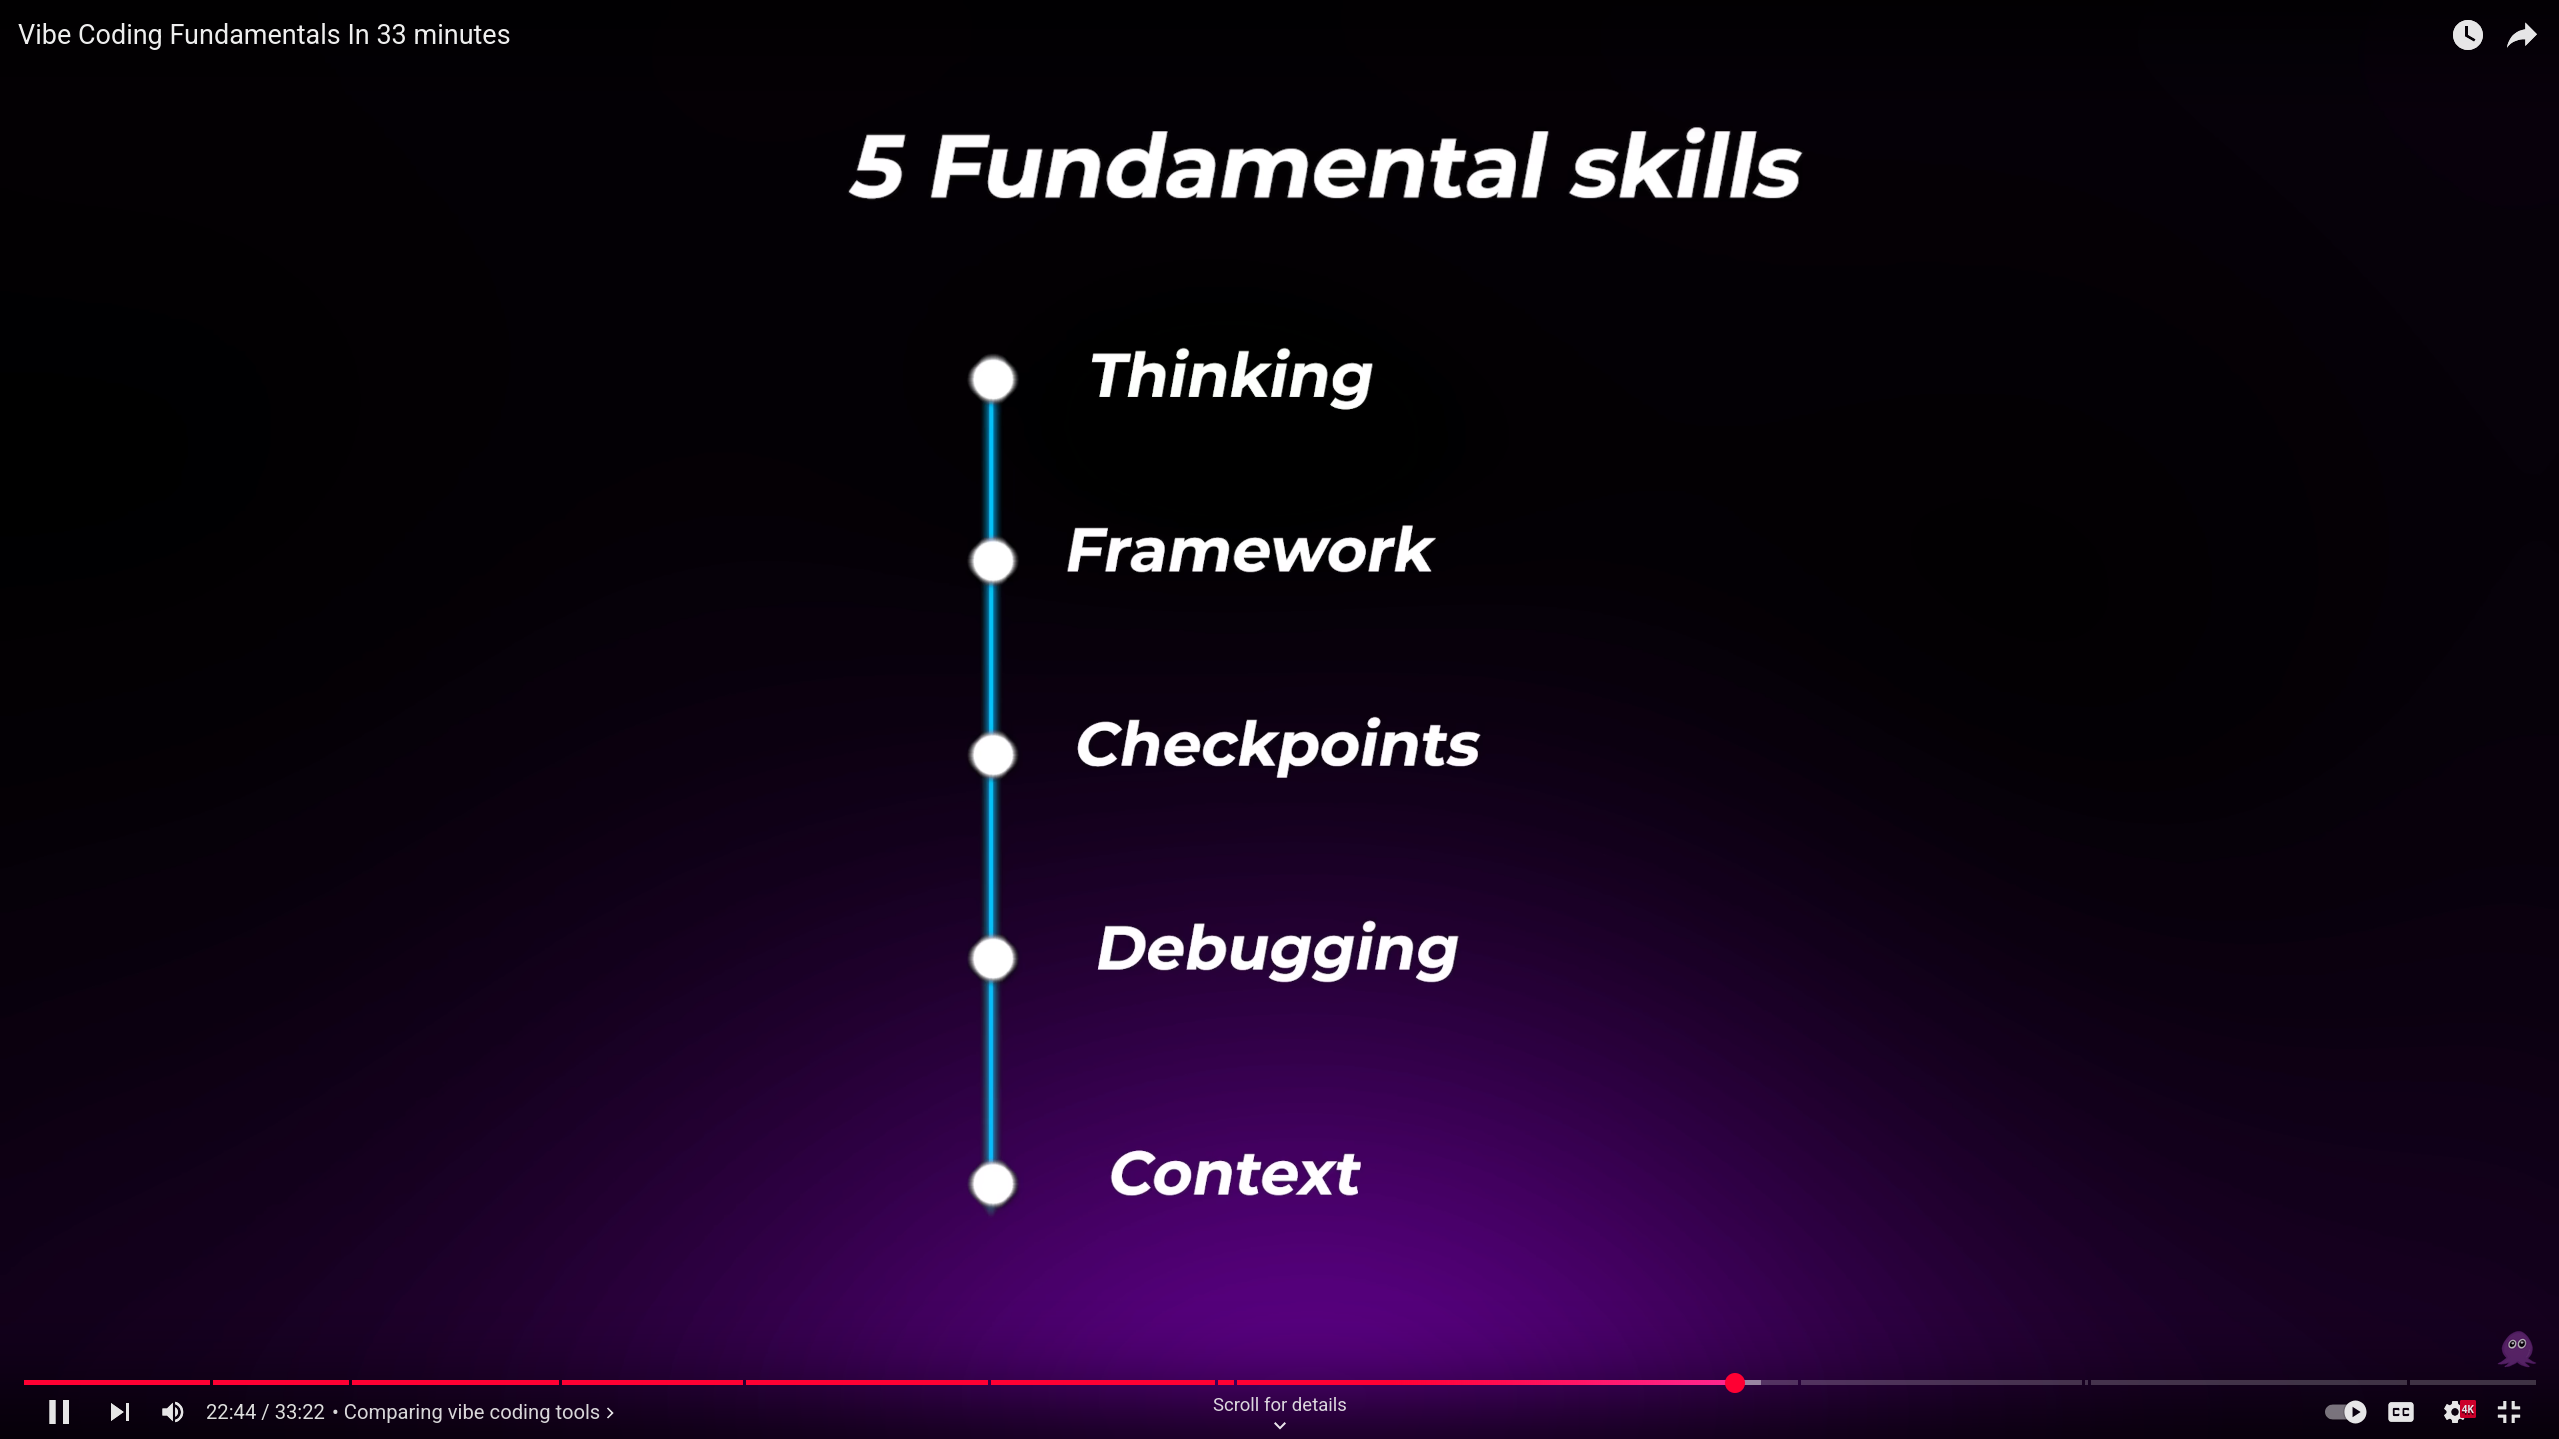 Vibe Coding Fundamentals In 33 minutes
5 Fundamental skills
Thinking
Framework
Checkpoints
Debugging
Context
22:44 / 33:22 • Comparing vibe coding tools
Scroll for details
CC
4K